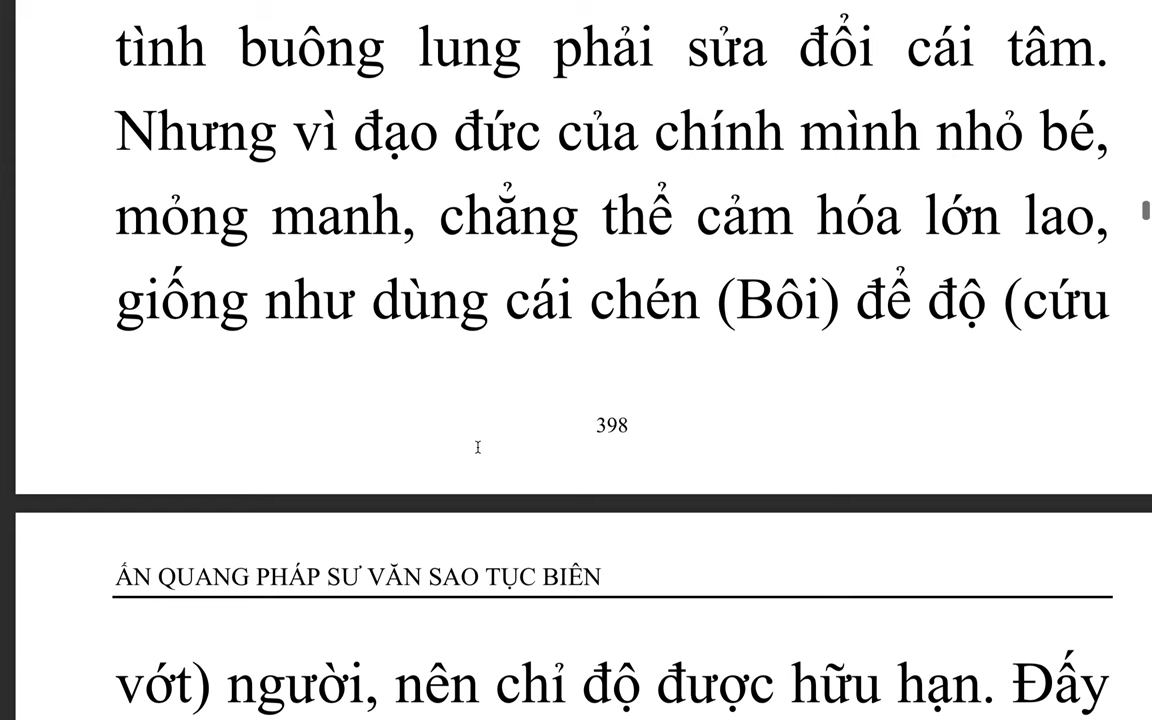 tình buông lung phải sửa đổi cái tâm.
Nhưng vì đạo đức của chính mình nhỏ bé,
mỏng manh, chẳng thể cảm hóa lớn lao,
giống như dùng cái chén (Bôi) để độ (cứu
398
ẤN QUANG PHÁP SƯ VĂN SAO TỤC BIÊN
vớt) người, nên chỉ độ được hữu hạn. Đấy